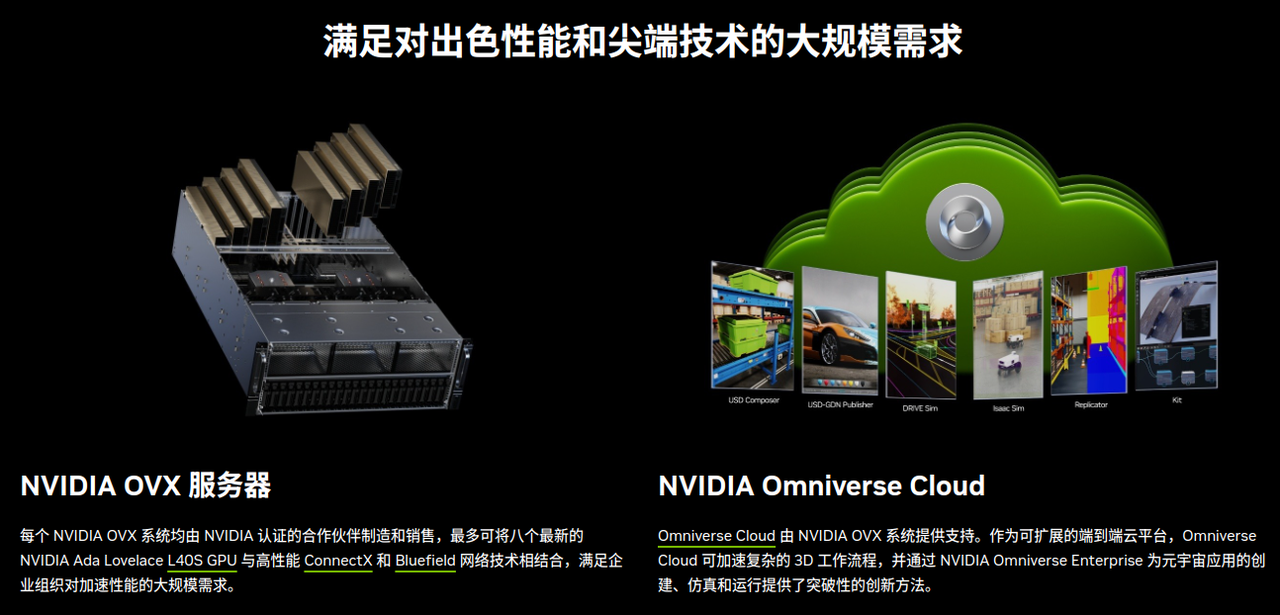 满足对出色性能和尖端技术的大规模需求
USD Composer
USD-GDN Publisher
DRIVE Sim
Isaac Sim
Replicator
Kit
NVIDIA OVX 服务器
每个 NVIDIA OVX 系统均由 NVIDIA 认证的合作伙伴制造和销售，最多可将八个最新的
NVIDIA Ada Lovelace L40S GPU 与高性能 ConnectX 和 Bluefield 网络技术相结合，满足企
业组织对加速性能的大规模需求。
NVIDIA Omniverse Cloud
Omniverse Cloud 由 NVIDIA OVX 系统提供支持。作为可扩展的端到端云平台，Omniverse
Cloud 可加速复杂的 3D 工作流程，并通过 NVIDIA Omniverse Enterprise 为元宇宙应用的创
建、仿真和运行提供了突破性的创新方法。